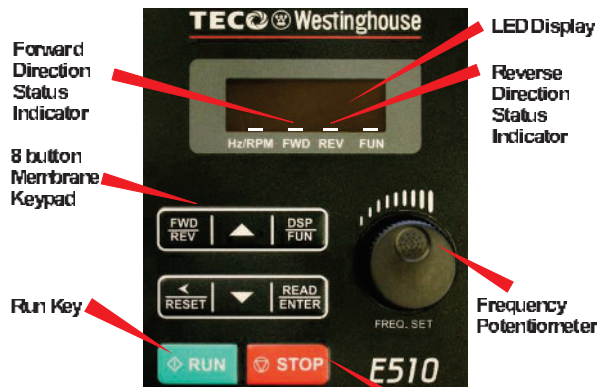 TECO Westinghouse
LED Display
Forward
Direction
Status
Indicator
Reverse
Direction
Status
Indicator
Hz/RPM FWD REV FUN
8 button
Membrane
Keypad
FWD
REV
DSP
FUN
RESET
READ
ENTER
FREQ. SET
Run Key
Frequency
Potentiometer
RUN
STOP
E510